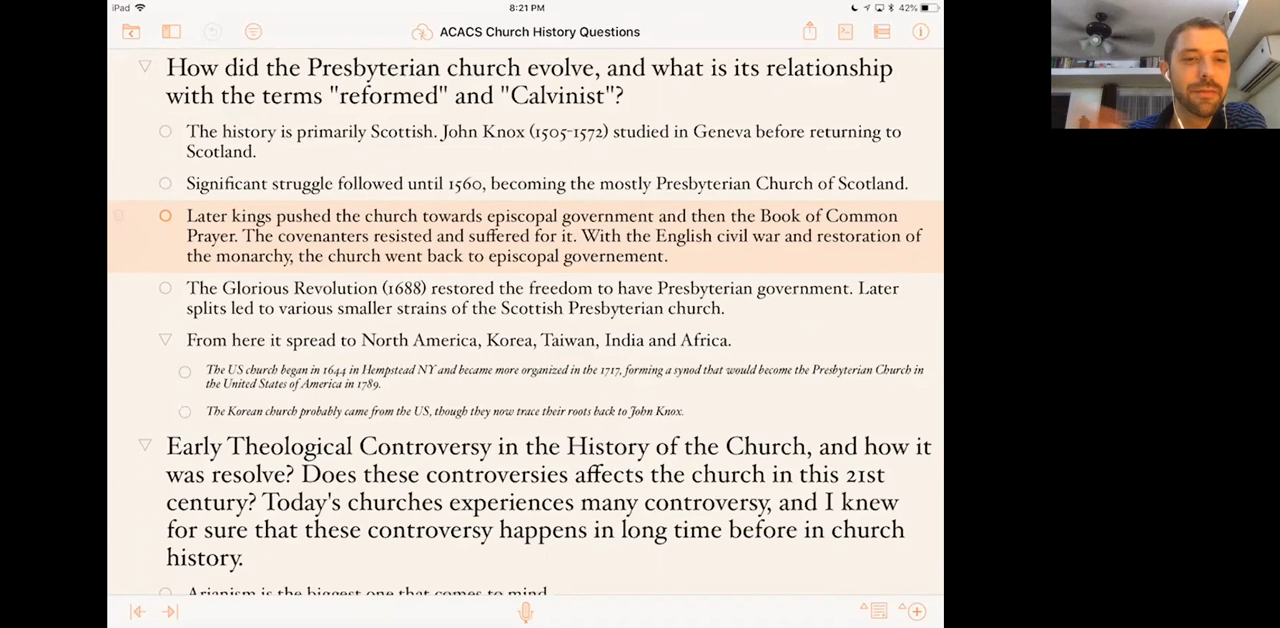 iPad
8:21 PM
42%
ACACS Church History Questions
How did the Presbyterian church evolve, and what is its relationship
with the terms "reformed" and "Calvinist"?
The history is primarily Scottish. John Knox (1505-1572) studied in Geneva before returning to
Scotland.
Significant struggle followed until 1560, becoming the mostly Presbyterian Church of Scotland.
Later kings pushed the church towards episcopal government and then the Book of Common
Prayer. The covenanters resisted and suffered for it. With the English civil war and restoration of
the monarchy, the church went back to episcopal governement.
The Glorious Revolution (1688) restored the freedom to have Presbyterian government. Later
splits led to various smaller strains of the Scottish Presbyterian church.
From here it spread to North America, Korea, Taiwan, India and Africa.
The US church began in 1644 in Hempstead NY and became more organized in the 1717, forming a synod that would become the Presbyterian Church in
the United States of America in 1789.
The Korean church probably came from the US, though they now trace their roots back to John Knox.
Early Theological Controversy in the History of the Church, and how it
was resolve? Does these controversies affects the church in this 21st
century? Today's churches experiences many controversy, and I knew
for sure that these controversy happens in long time before in church
history.
Arianism is the biggest one that comes to mind